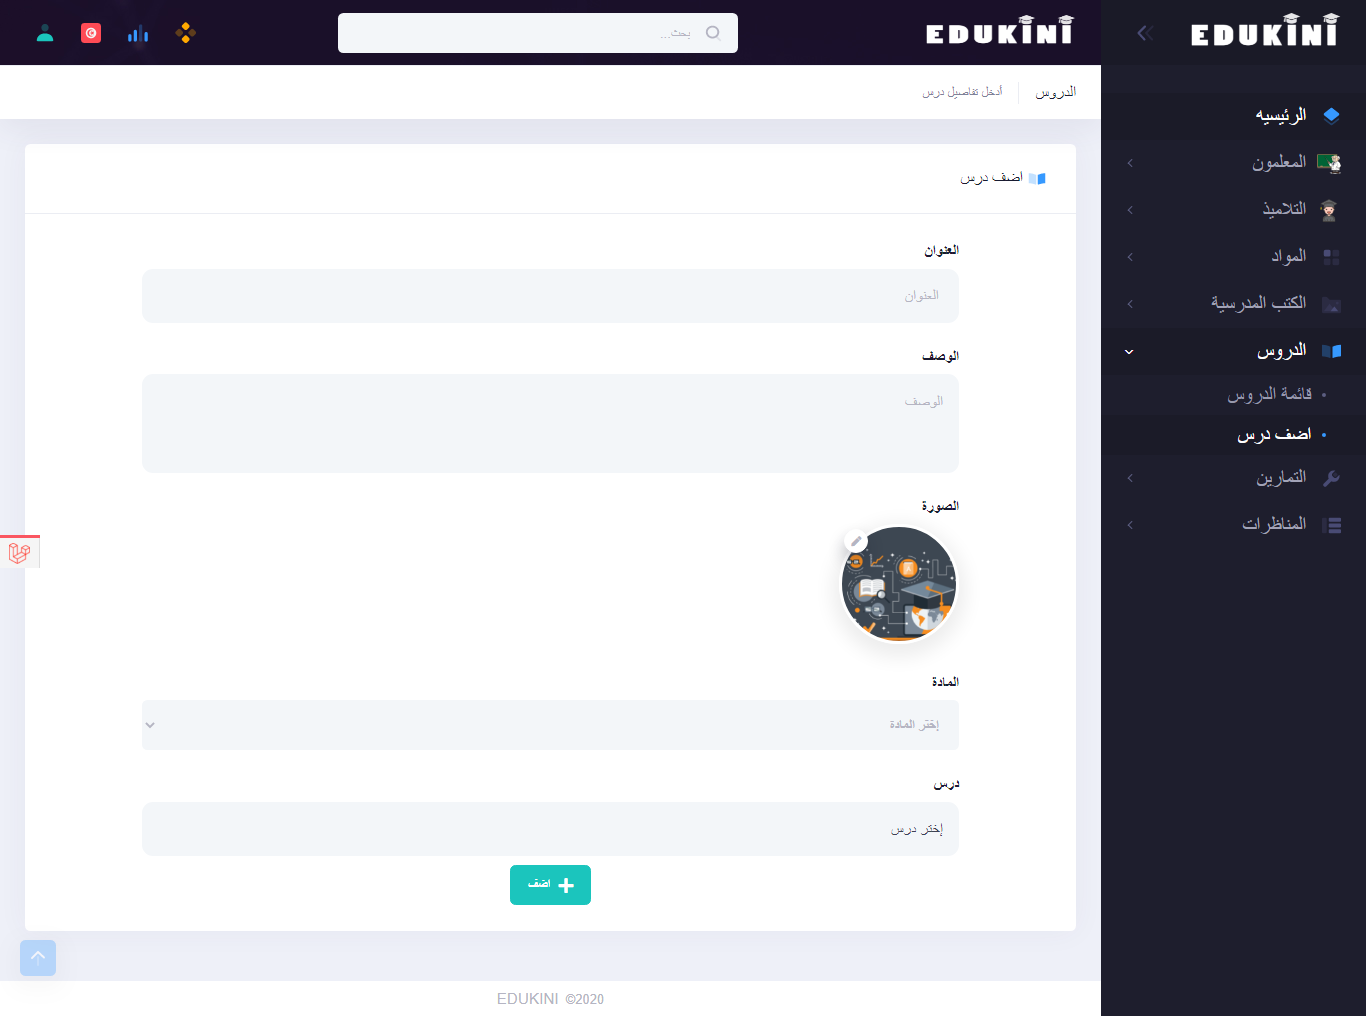 EDUKINI
EDUKINI
بحث...
الدروس
أدخل تفاصيل درس
الرئيسيه
المعلمون
التلاميذ
المواد
الكتب المدرسية
الدروس
قائمة الدروس
اضف درس
التمارين
المناظرات
اضف درس
العنوان
العنوان
الوصف
الوصف
الصورة
المادة
إختر المادة
درس
إختر درس
اضف
EDUKINI ©2020